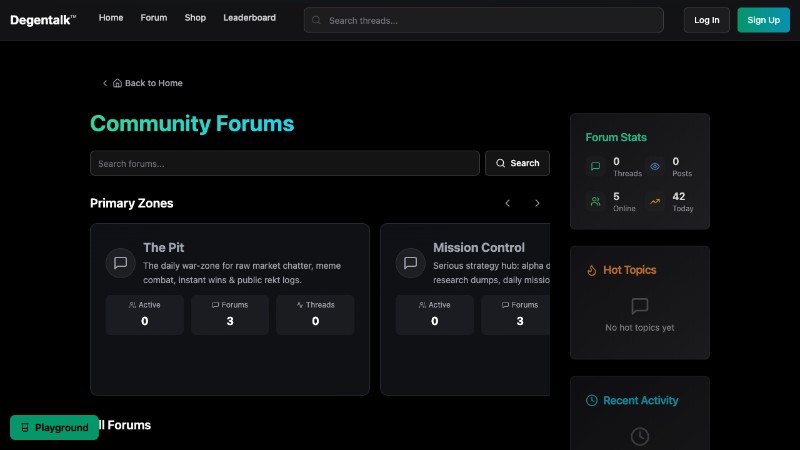 Degentalk™
Home
Forum
Shop
Leaderboard
Search threads...
Log In
Sign Up
Back to Home
Community Forums
Search forums...
Search
Primary Zones
The Pit
The daily war-zone for raw market chatter, meme
combat, instant wins & public rekt logs.
Active
0
Forums
3
Threads
0
Mission Control
Serious strategy hub: alpha d
research dumps, daily missio
Active
0
Forums
3
ll Forums
Playground
Forum Stats
0
Threads
0
Posts
5
Online
42
Today
Hot Topics
No hot topics yet
Recent Activity